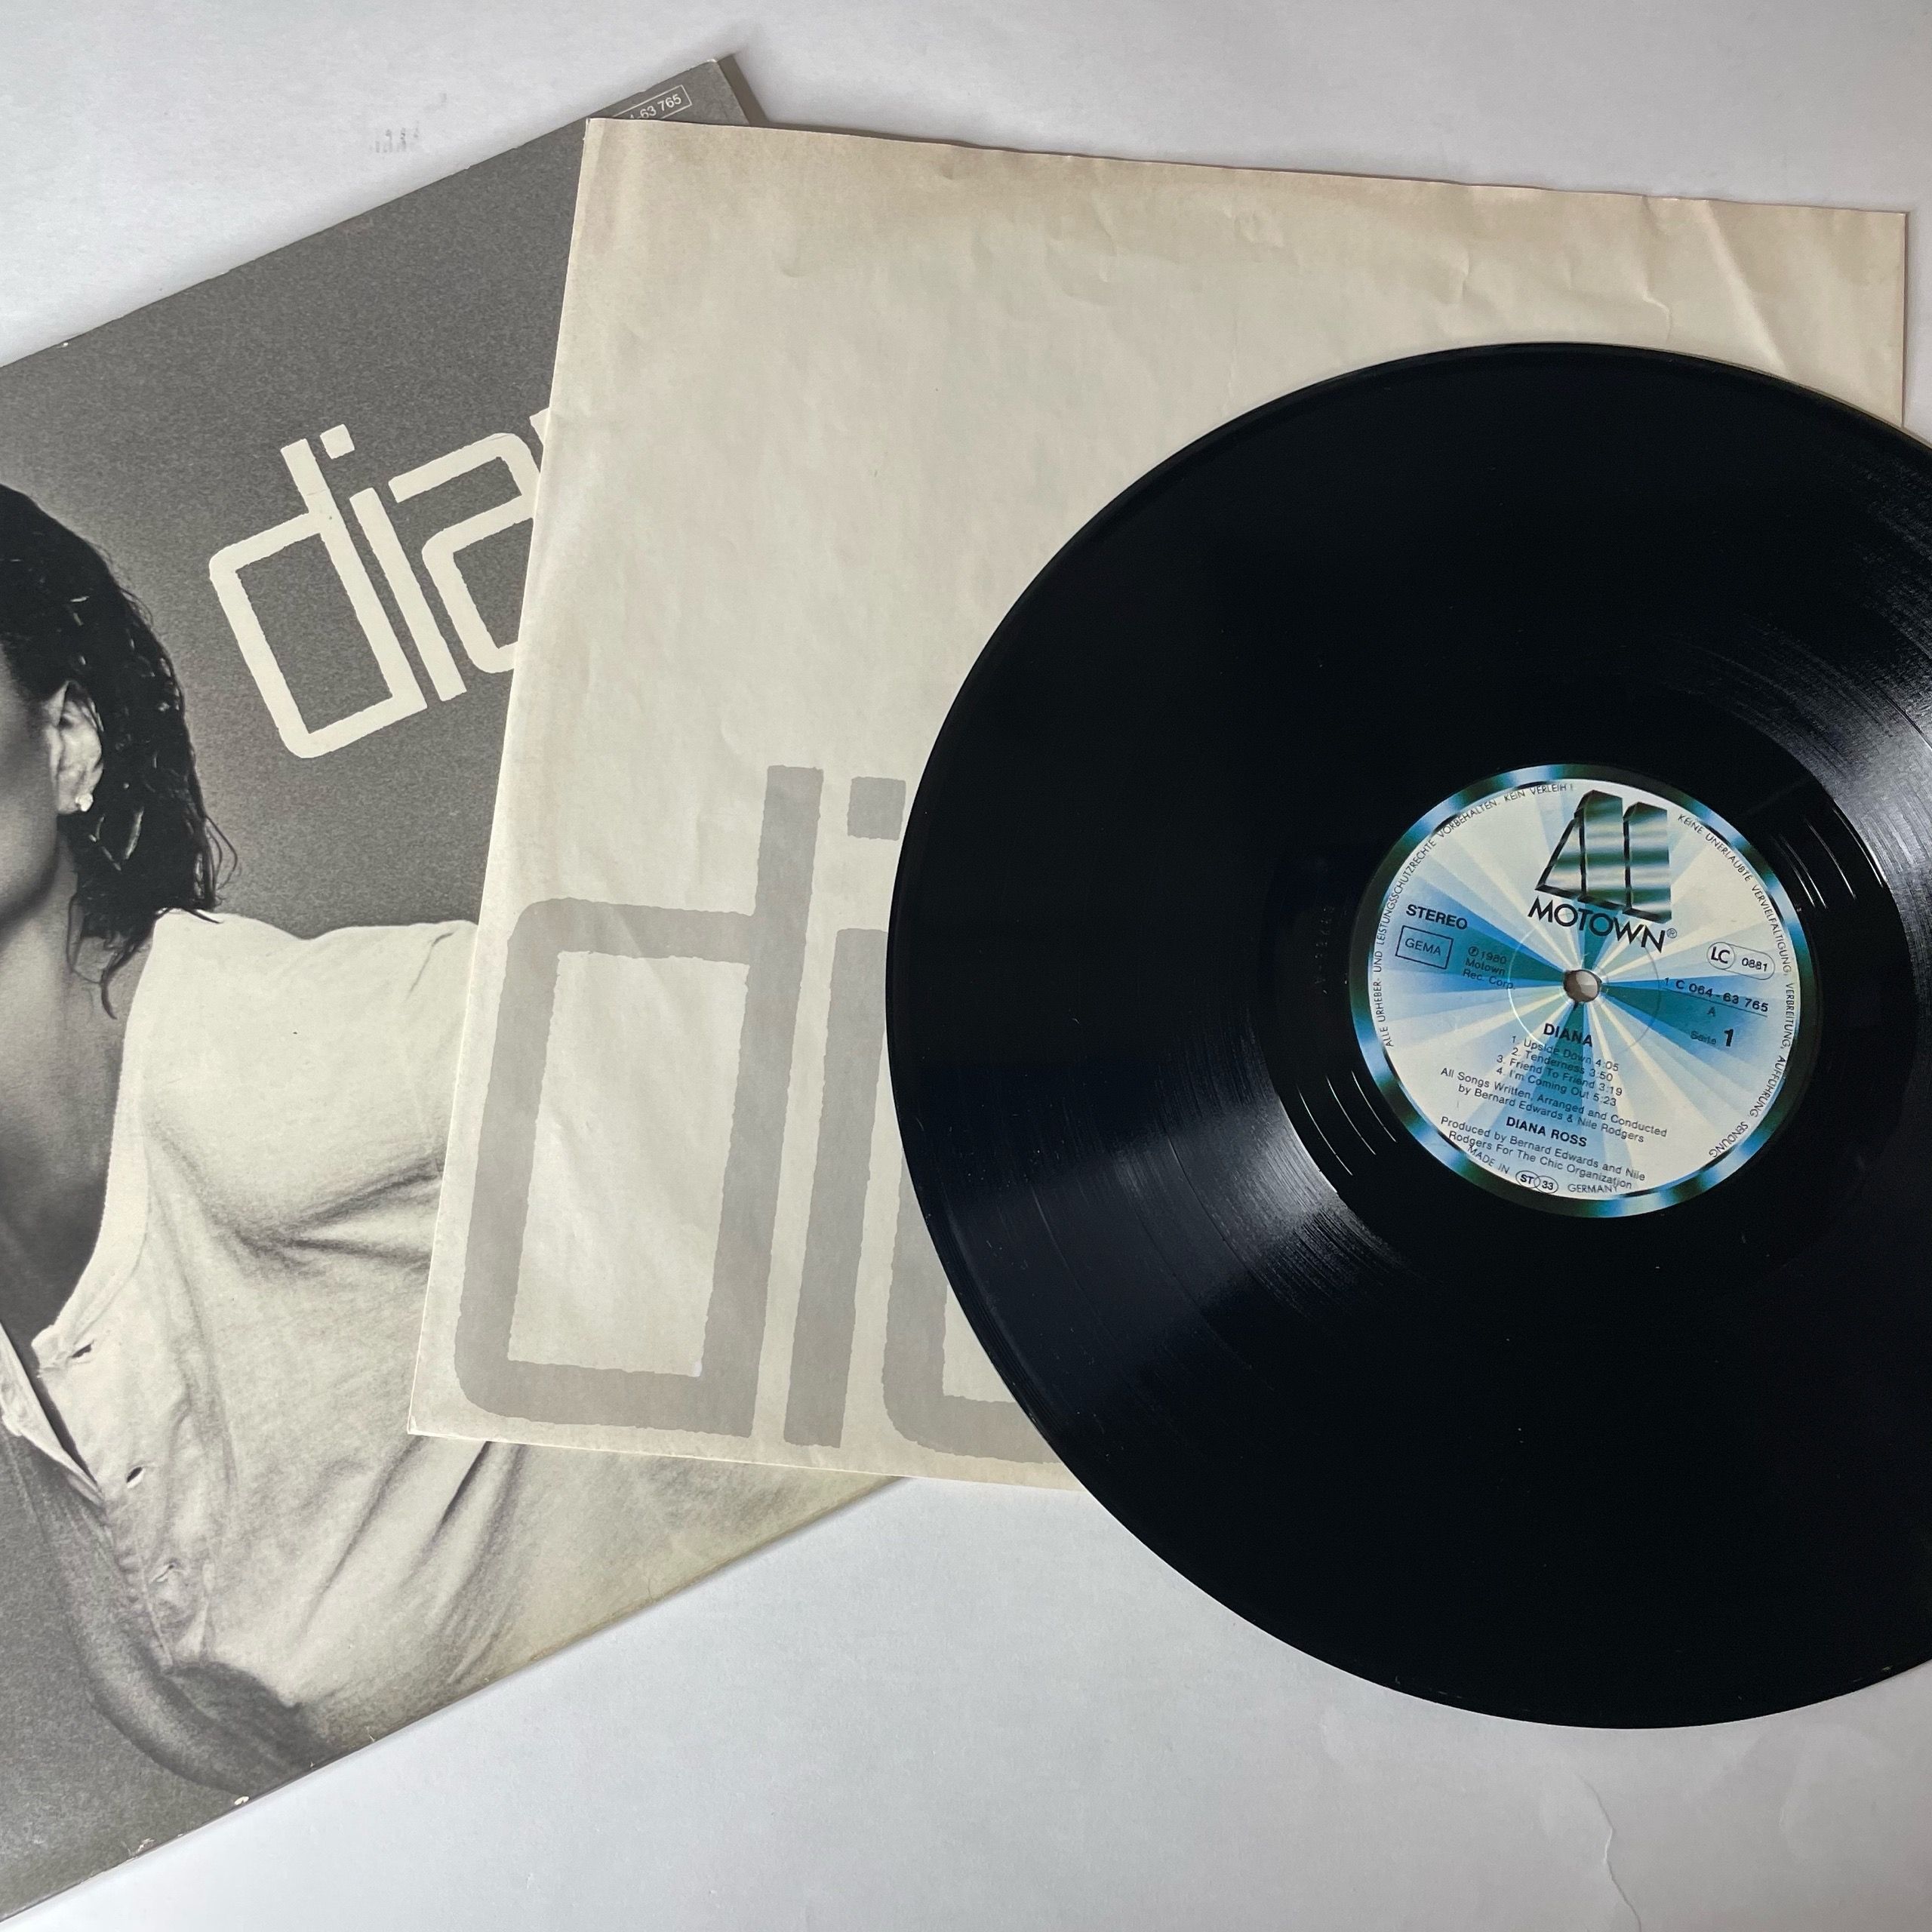 63 765
dia
di
ALLE URHEBER- UND LEISTUNGSSCHUTZRECHTE VORBEHALTEN. KEIN VERLEIH!
KEINE UNERLAUBTE VERVIELFÄLTIGUNG, VERBREITUNG, AUFFÜHRUNG, SENDUNG
MOTOWN®
STEREO
GEMA
℗ 1980
Motown
Rec. Corp.
LC 0881
1 C 064-63 765
A
Seite 1
DIANA
1. Upside Down 4:05
2. Tenderness 3:50
3. Friend To Friend 3:19
4. I'm Coming Out 5:23
All Songs Written, Arranged and Conducted
by Bernard Edwards & Nile Rodgers
DIANA ROSS
Produced by Bernard Edwards and Nile
Rodgers For The Chic Organization
MADE IN ST 33 GERMANY